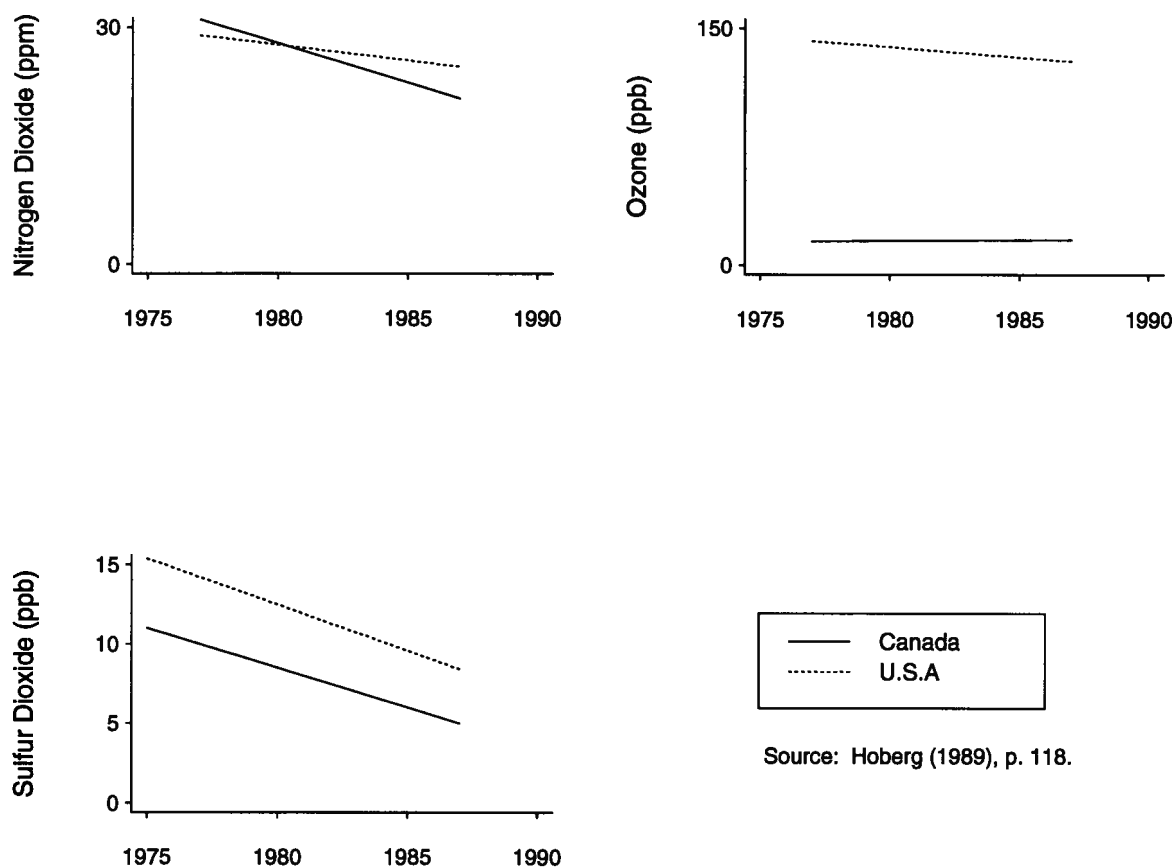 Nitrogen Dioxide (ppm)
30
0
1975 1980 1985 1990
Ozone (ppb)
150
0
1975 1980 1985 1990
Sulfur Dioxide (ppb)
15
10
5
0
1975 1980 1985 1990
Canada
U.S.A
Source: Hoberg (1989), p. 118.